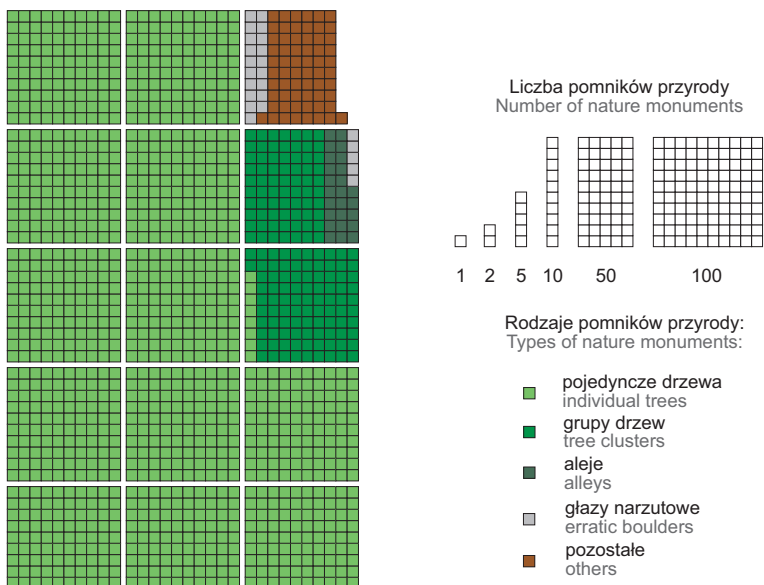 Liczba pomników przyrody
Number of nature monuments
1 2 5 10 50 100
Rodzaje pomników przyrody:
Types of nature monuments:
pojedyncze drzewa
individual trees
grupy drzew
tree clusters
aleje
alleys
głazy narzutowe
erratic boulders
pozostałe
others